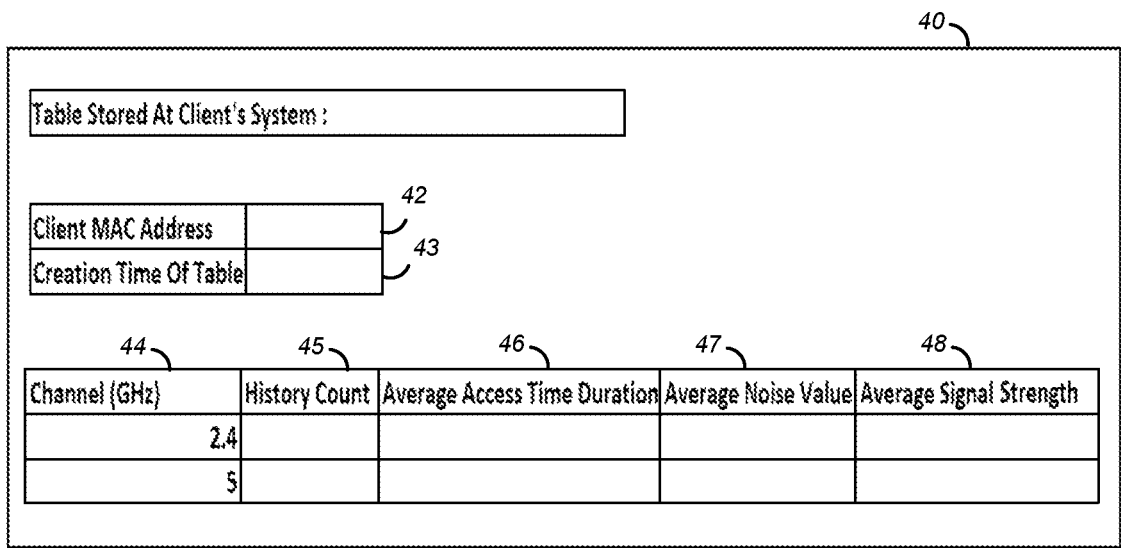 40
Table Stored At Client's System :
42
Client MAC Address
43
Creation Time Of Table
44 45 46 47 48
Channel (GHz) History Count Average Access Time Duration Average Noise Value Average Signal Strength
2.4
5